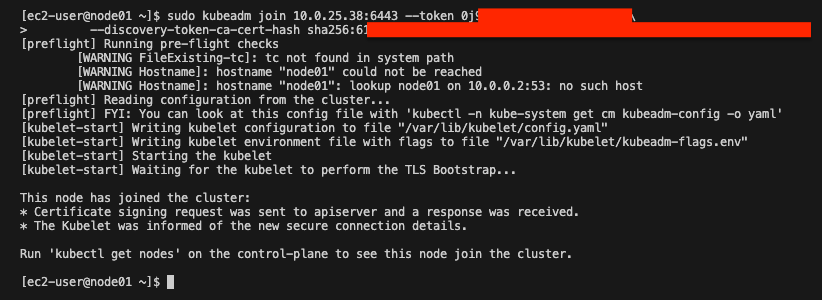 [ec2-user@node01 ~]$ sudo kubeadm join 10.0.25.38:6443 --token 0j9 \
>        --discovery-token-ca-cert-hash sha256:61
[preflight] Running pre-flight checks
        [WARNING FileExisting-tc]: tc not found in system path
        [WARNING Hostname]: hostname "node01" could not be reached
        [WARNING Hostname]: hostname "node01": lookup node01 on 10.0.0.2:53: no such host
[preflight] Reading configuration from the cluster...
[preflight] FYI: You can look at this config file with 'kubectl -n kube-system get cm kubeadm-config -o yaml'
[kubelet-start] Writing kubelet configuration to file "/var/lib/kubelet/config.yaml"
[kubelet-start] Writing kubelet environment file with flags to file "/var/lib/kubelet/kubeadm-flags.env"
[kubelet-start] Starting the kubelet
[kubelet-start] Waiting for the kubelet to perform the TLS Bootstrap...

This node has joined the cluster:
* Certificate signing request was sent to apiserver and a response was received.
* The Kubelet was informed of the new secure connection details.

Run 'kubectl get nodes' on the control-plane to see this node join the cluster.

[ec2-user@node01 ~]$